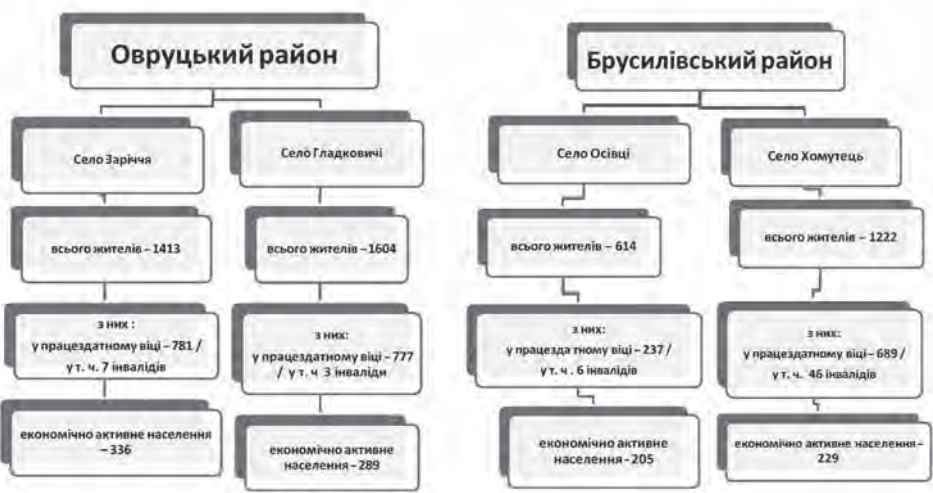 Овруцький район
Село Заріччя
всього жителів – 1413
з них :
у працездатному віці – 781 /
у т. ч. 7 інвалідів
економічно активне населення
– 336
Село Гладковичі
всього жителів – 1604
з них:
у працездатному віці – 777
/ у т. ч 3 інваліди
економічно активне
населення – 289
Брусилівський район
Село Осівці
всього жителів – 614
з них:
у працезда тному віці – 237 /
у т. ч . 6 інвалідів
економічно активне
населення – 205
Село Хомутець
всього жителів – 1222
з них:
у працездатному віці – 689 /
у т. ч. 46 інвалідів
економічно активне населення –
229